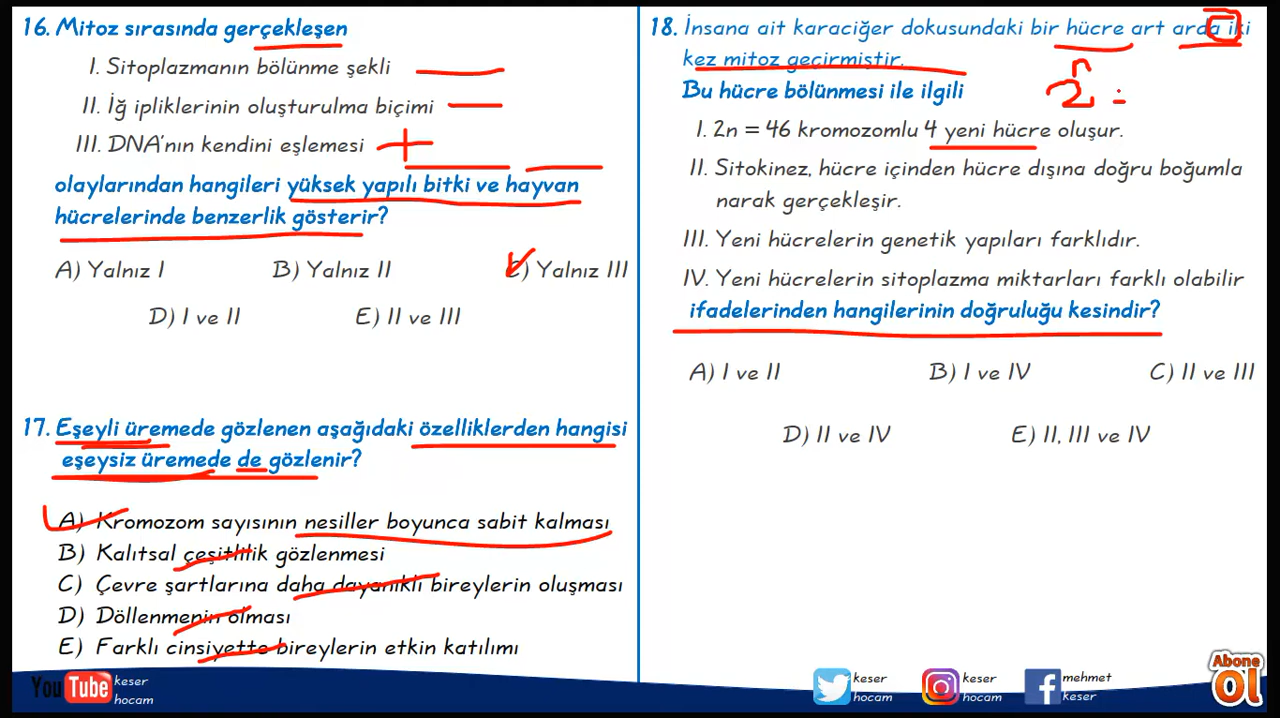 16. Mitoz sırasında gerçekleşen
I. Sitoplazmanın bölünme şekli
II. İğ ipliklerinin oluşturulma biçimi
III. DNA'nın kendini eşlemesi
olaylarından hangileri yüksek yapılı bitki ve hayvan
hücrelerinde benzerlik gösterir?
A) Yalnız I B) Yalnız II C) Yalnız III
D) I ve II E) II ve III
17. Eşeyli üremede gözlenen aşağıdaki özelliklerden hangisi
eşeysiz üremede de gözlenir?
A) Kromozom sayısının nesiller boyunca sabit kalması
B) Kalıtsal çeşitlilik gözlenmesi
C) Çevre şartlarına daha dayanıklı bireylerin oluşması
D) Döllenmenin olması
E) Farklı cinsiyette bireylerin etkin katılımı
18. İnsana ait karaciğer dokusundaki bir hücre art arda iki
kez mitoz geçirmiştir.
2n =
Bu hücre bölünmesi ile ilgili
I. 2n = 46 kromozomlu 4 yeni hücre oluşur.
II. Sitokinez, hücre içinden hücre dışına doğru boğumla
narak gerçekleşir.
III. Yeni hücrelerin genetik yapıları farklıdır.
IV. Yeni hücrelerin sitoplazma miktarları farklı olabilir
ifadelerinden hangilerinin doğruluğu kesindir?
A) I ve II B) I ve IV C) II ve III
D) II ve IV E) II, III ve IV
YouTube keser
hocam
keser
hocam
keser
hocam
mehmet
keser
Abone
ol